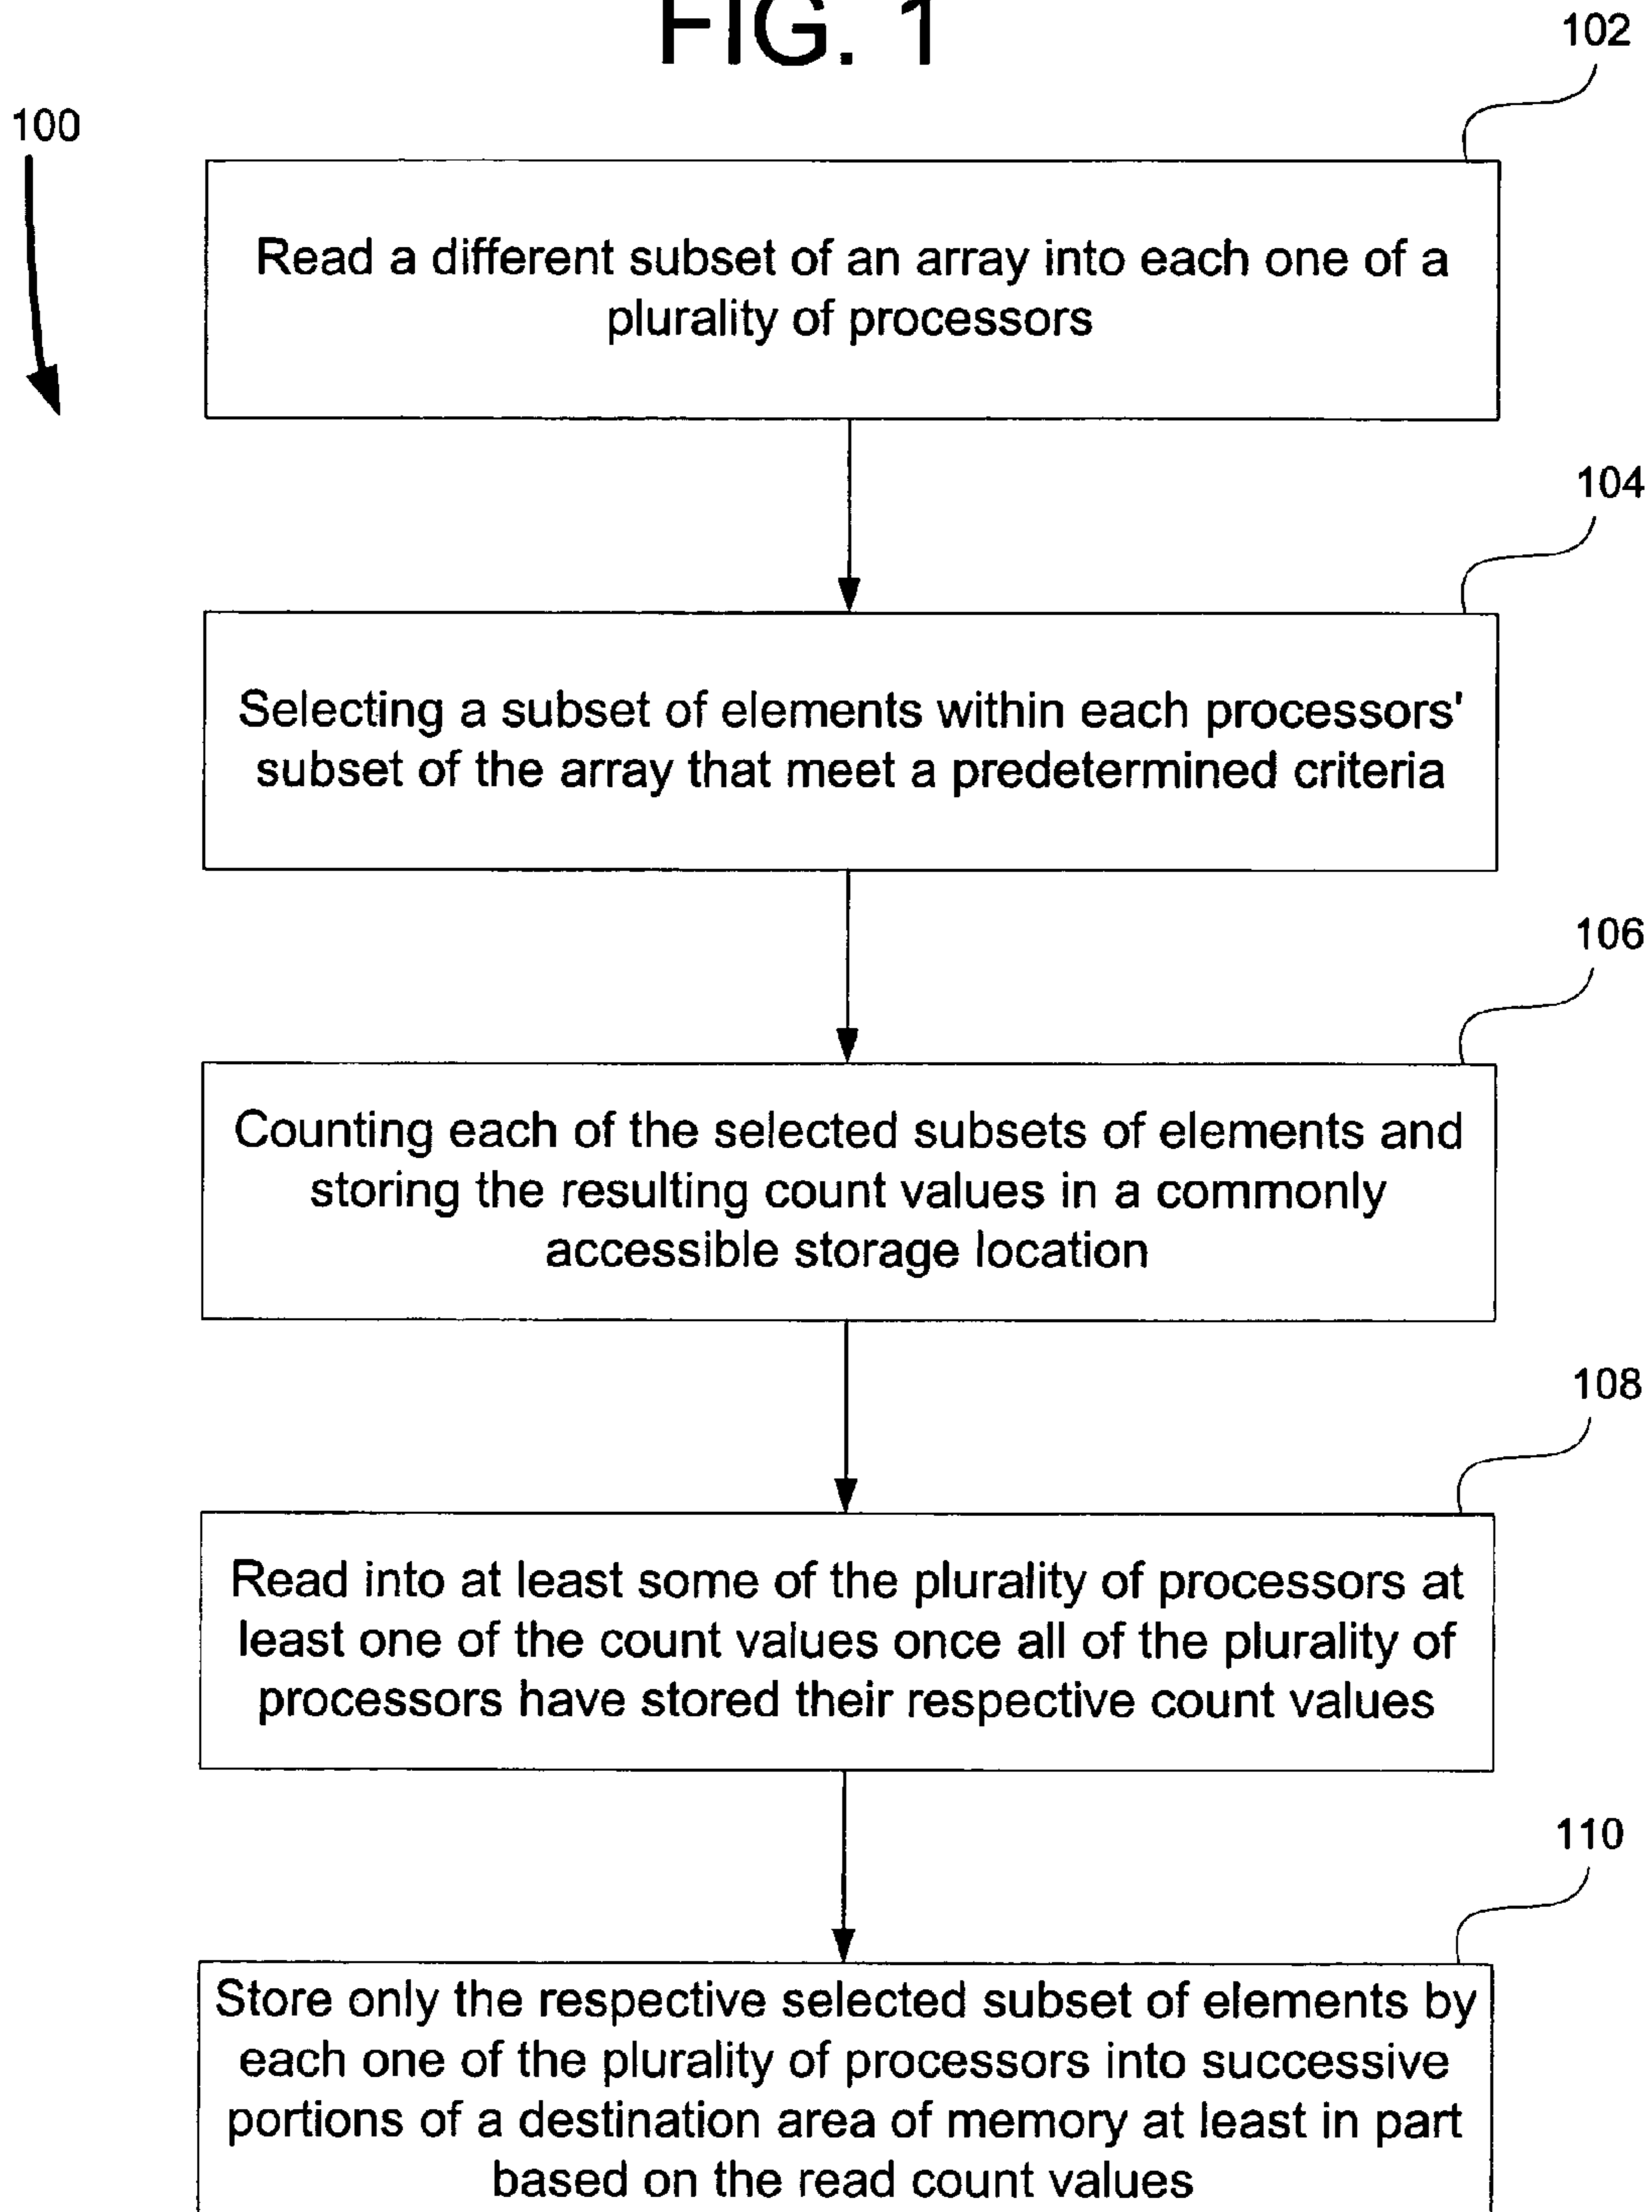 FIG. 1
102
100
Read a different subset of an array into each one of a
plurality of processors
104
Selecting a subset of elements within each processors'
subset of the array that meet a predetermined criteria
106
Counting each of the selected subsets of elements and
storing the resulting count values in a commonly
accessible storage location
108
Read into at least some of the plurality of processors at
least one of the count values once all of the plurality of
processors have stored their respective count values
110
Store only the respective selected subset of elements by
each one of the plurality of processors into successive
portions of a destination area of memory at least in part
based on the read count values